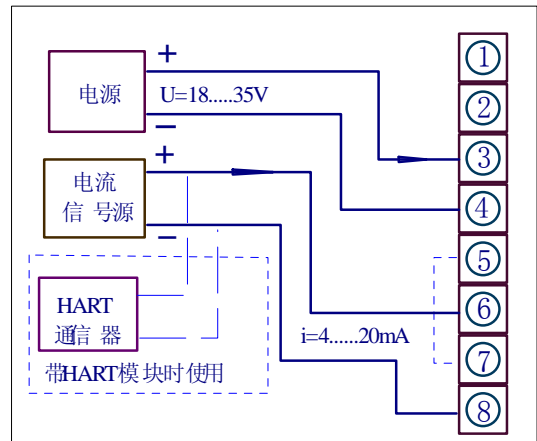 +
电源
U=18.....35V
−
+
电流
信号源
−
HART
通信器
i=4......20mA
带HART模块时使用
①
②
③
④
⑤
⑥
⑦
⑧